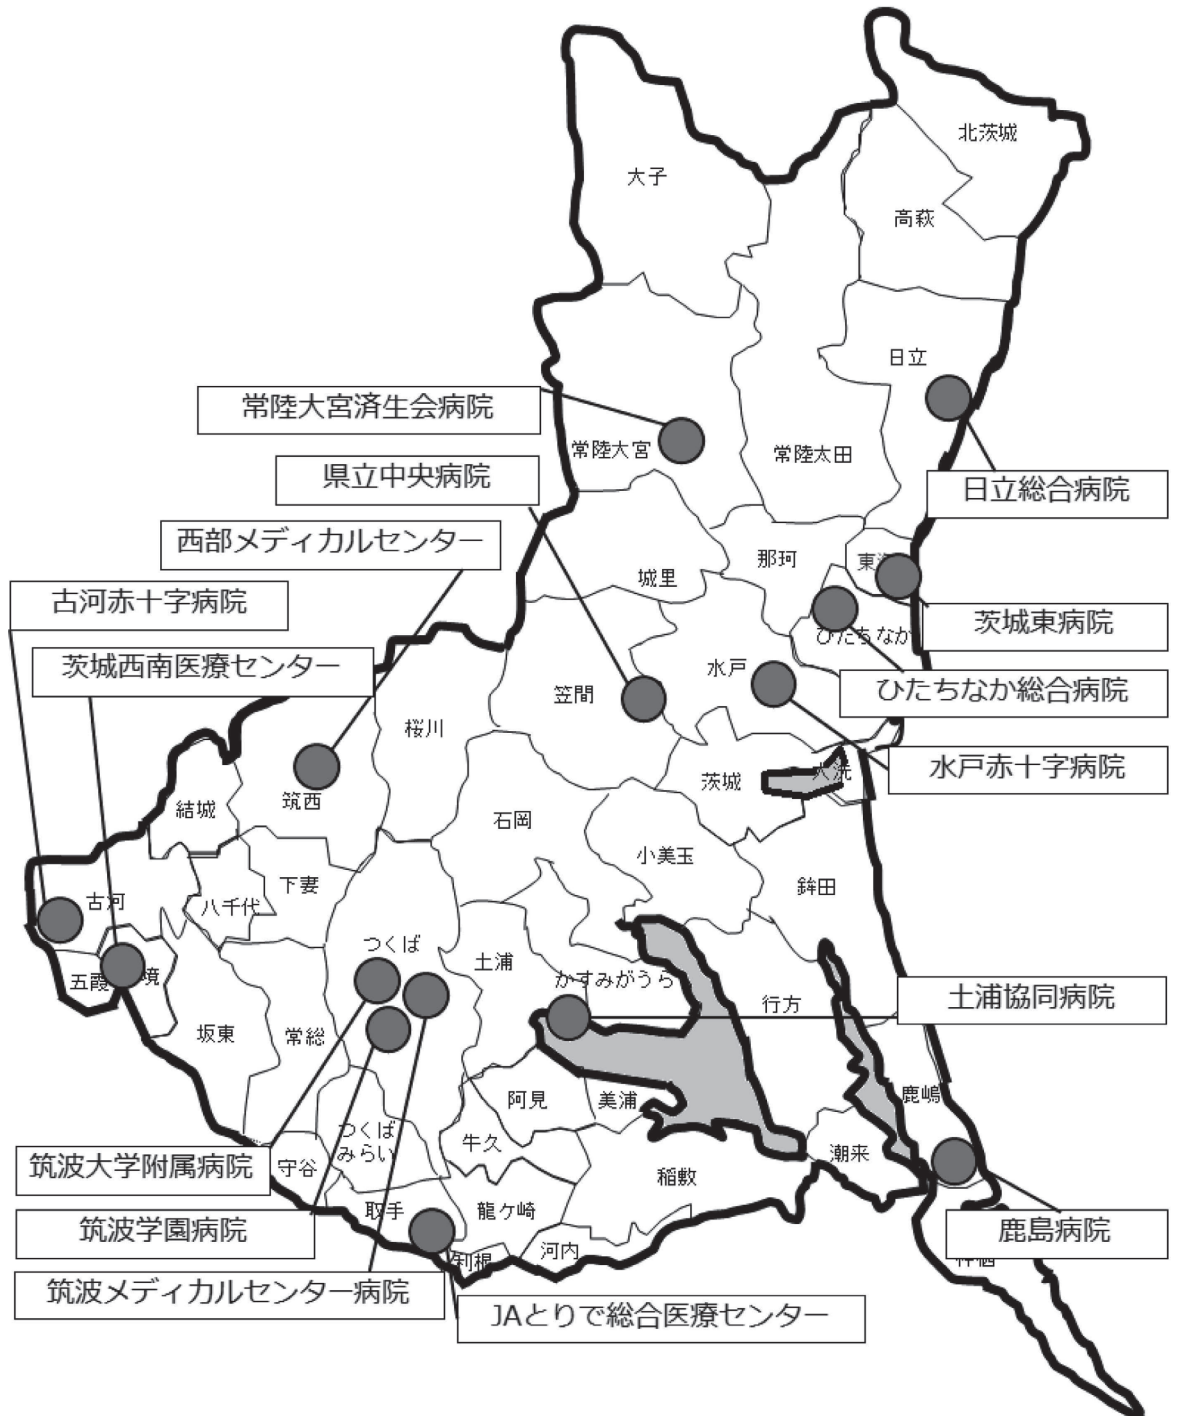 北茨城
大子
高萩
日立
常陸大宮済生会病院
常陸大宮
常陸太田
県立中央病院
日立総合病院
西部メディカルセンター
那珂
城里
古河赤十字病院
茨城東病院
ひたちなか
茨城西南医療センター
水戸
ひたちなか総合病院
笠間
桜川
水戸赤十字病院
茨城
大洗
筑西
結城
石岡
小美玉
下妻
鉾田
古河
八千代
つくば
土浦
かすみがうら
五霞
境
土浦協同病院
行方
坂東
常総
鹿嶋
阿見
美浦
つくば
みらい
牛久
潮来
筑波大学附属病院
守谷
稲敷
取手
龍ケ崎
筑波学園病院
鹿島病院
利根
河内
筑波メディカルセンター病院
JAとりで総合医療センター